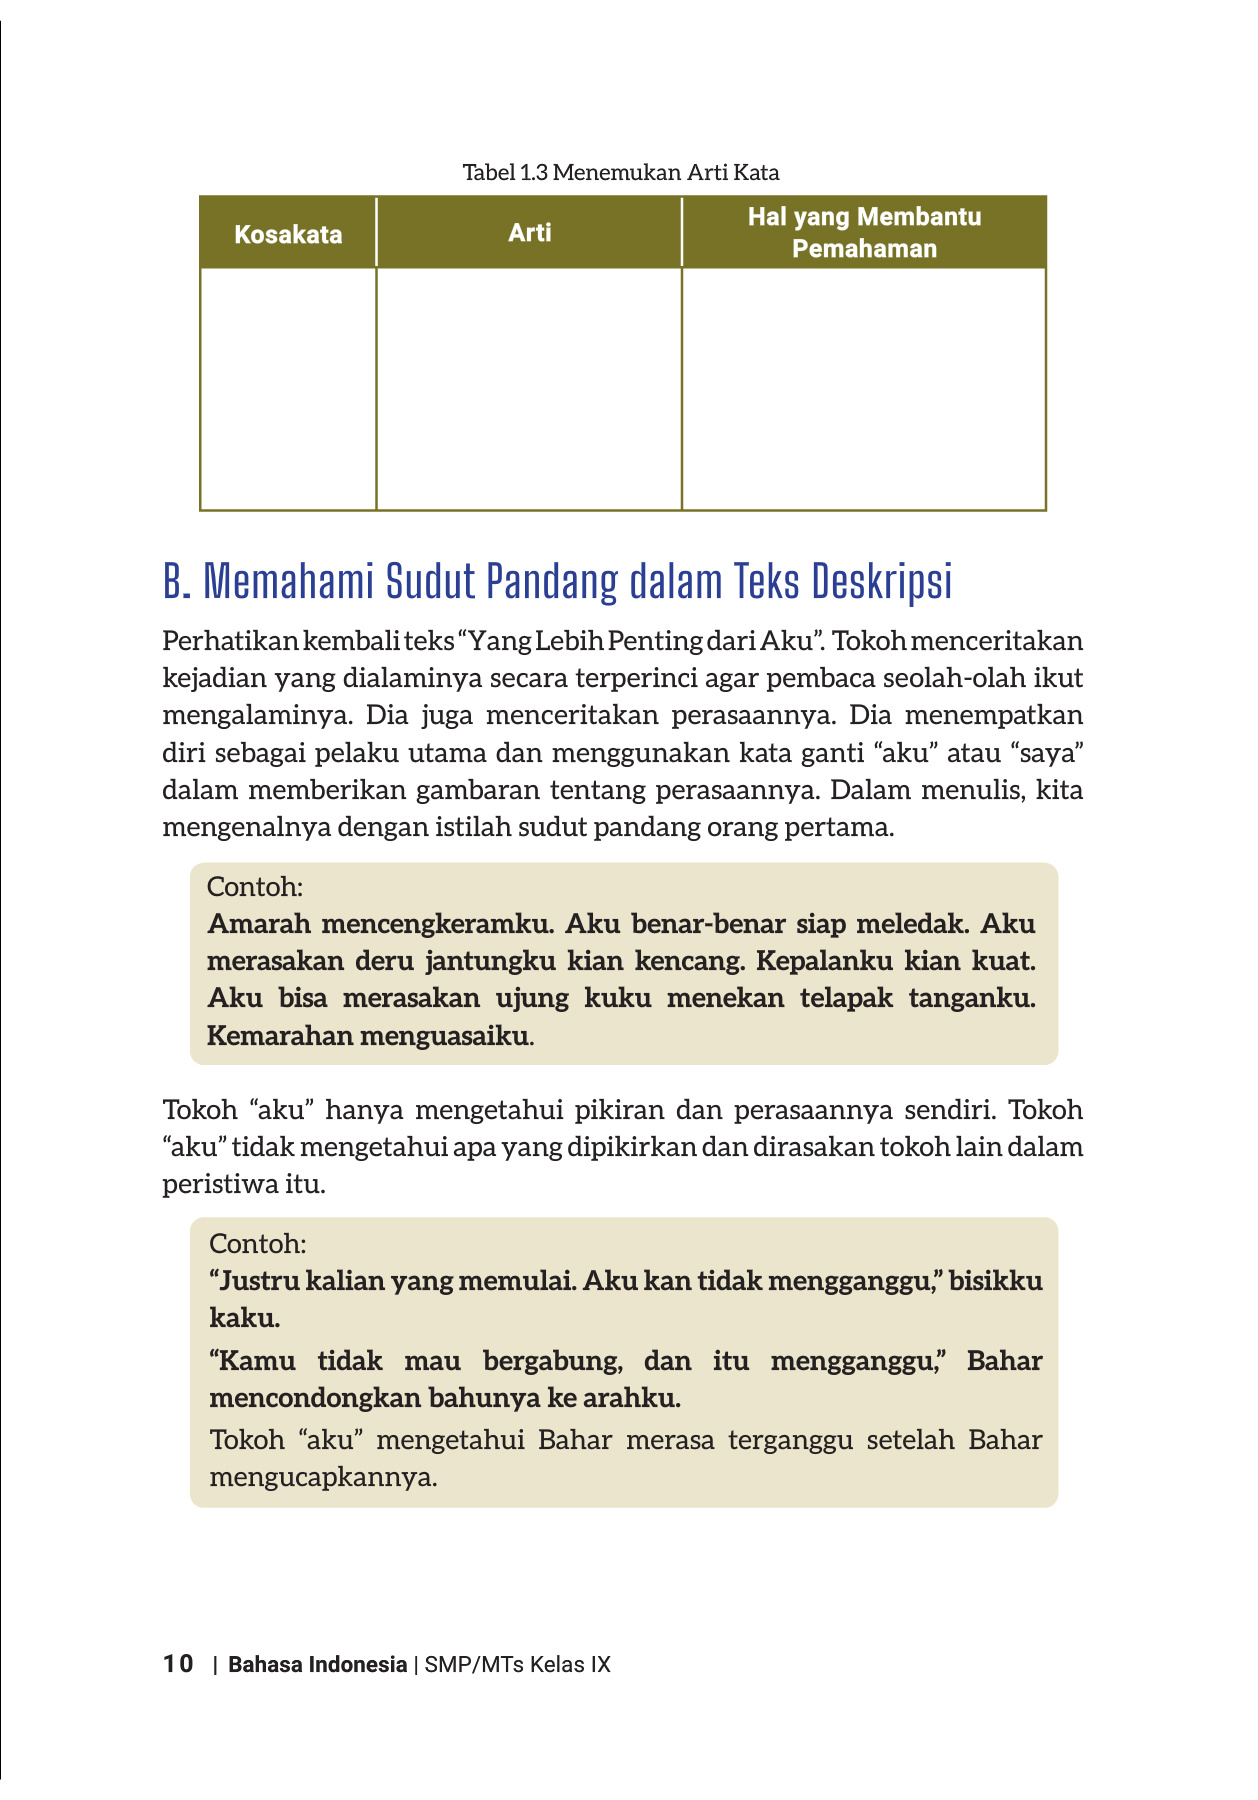 Tabel 1.3 Menemukan Arti Kata
Kosakata
Arti
Hal yang Membantu
Pemahaman
B. Memahami Sudut Pandang dalam Teks Deskripsi
Perhatikan kembali teks “Yang Lebih Penting dari Aku”. Tokoh menceritakan
kejadian yang dialaminya secara terperinci agar pembaca seolah-olah ikut
mengalaminya. Dia juga menceritakan perasaannya. Dia menempatkan
diri sebagai pelaku utama dan menggunakan kata ganti “aku” atau “saya”
dalam memberikan gambaran tentang perasaannya. Dalam menulis, kita
mengenalnya dengan istilah sudut pandang orang pertama.
Contoh:
Amarah mencengkeramku. Aku benar-benar siap meledak. Aku
merasakan deru jantungku kian kencang. Kepalanku kian kuat.
Aku bisa merasakan ujung kuku menekan telapak tanganku.
Kemarahan menguasaiku.
Tokoh “aku” hanya mengetahui pikiran dan perasaannya sendiri. Tokoh
“aku” tidak mengetahui apa yang dipikirkan dan dirasakan tokoh lain dalam
peristiwa itu.
Contoh:
“Justru kalian yang memulai. Aku kan tidak mengganggu,” bisikku
kaku.
“Kamu tidak mau bergabung, dan itu mengganggu,” Bahar
mencondongkan bahunya ke arahku.
Tokoh “aku” mengetahui Bahar merasa terganggu setelah Bahar
mengucapkannya.
10 | Bahasa Indonesia | SMP/MTs Kelas IX